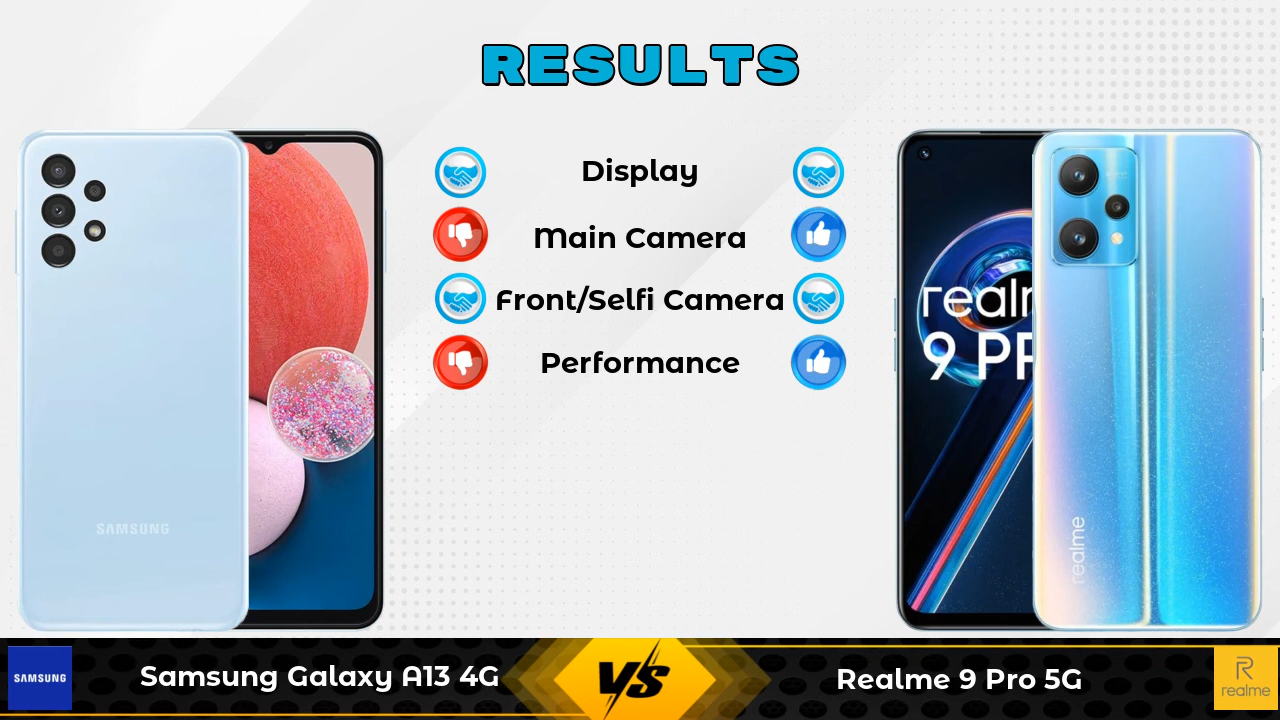 RESULTS
Display
Main Camera
Front/Selfi Camera
Performance
SAMSUNG
realm
9 PR
realme
SAMSUNG
Samsung Galaxy A13 4G
VS
Realme 9 Pro 5G
R
realme